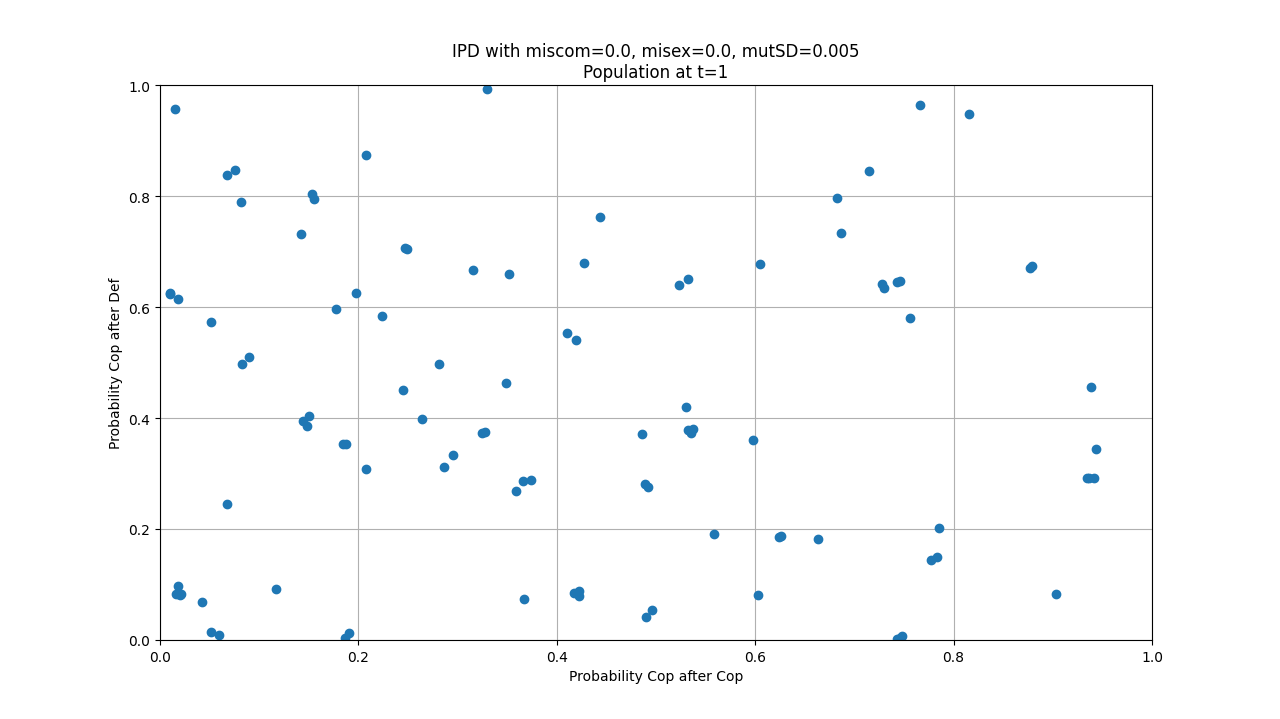 IPD with miscom=0.0, misex=0.0, mutSD=0.005
Population at t=1
1.0
0.8
0.6
0.4
0.2
0.0
Probability Cop after Def
0.0 0.2 0.4 0.6 0.8 1.0
Probability Cop after Cop